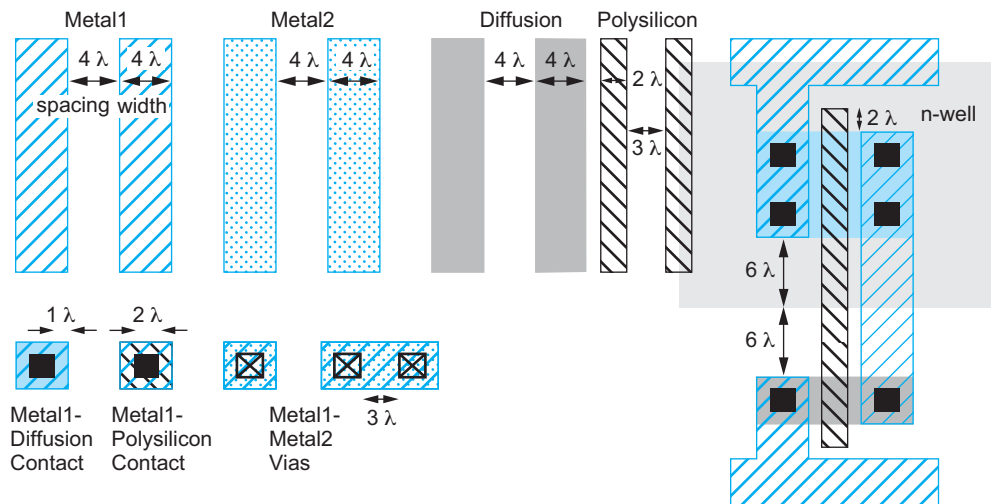 Metal1
Metal2
Diffusion
Polysilicon
4 λ
4 λ
spacing
width
4 λ
4 λ
4 λ
4 λ
2 λ
3 λ
2 λ
n-well
6 λ
6 λ
1 λ
2 λ
3 λ
Metal1-
Diffusion
Contact
Metal1-
Polysilicon
Contact
Metal1-
Metal2
Vias